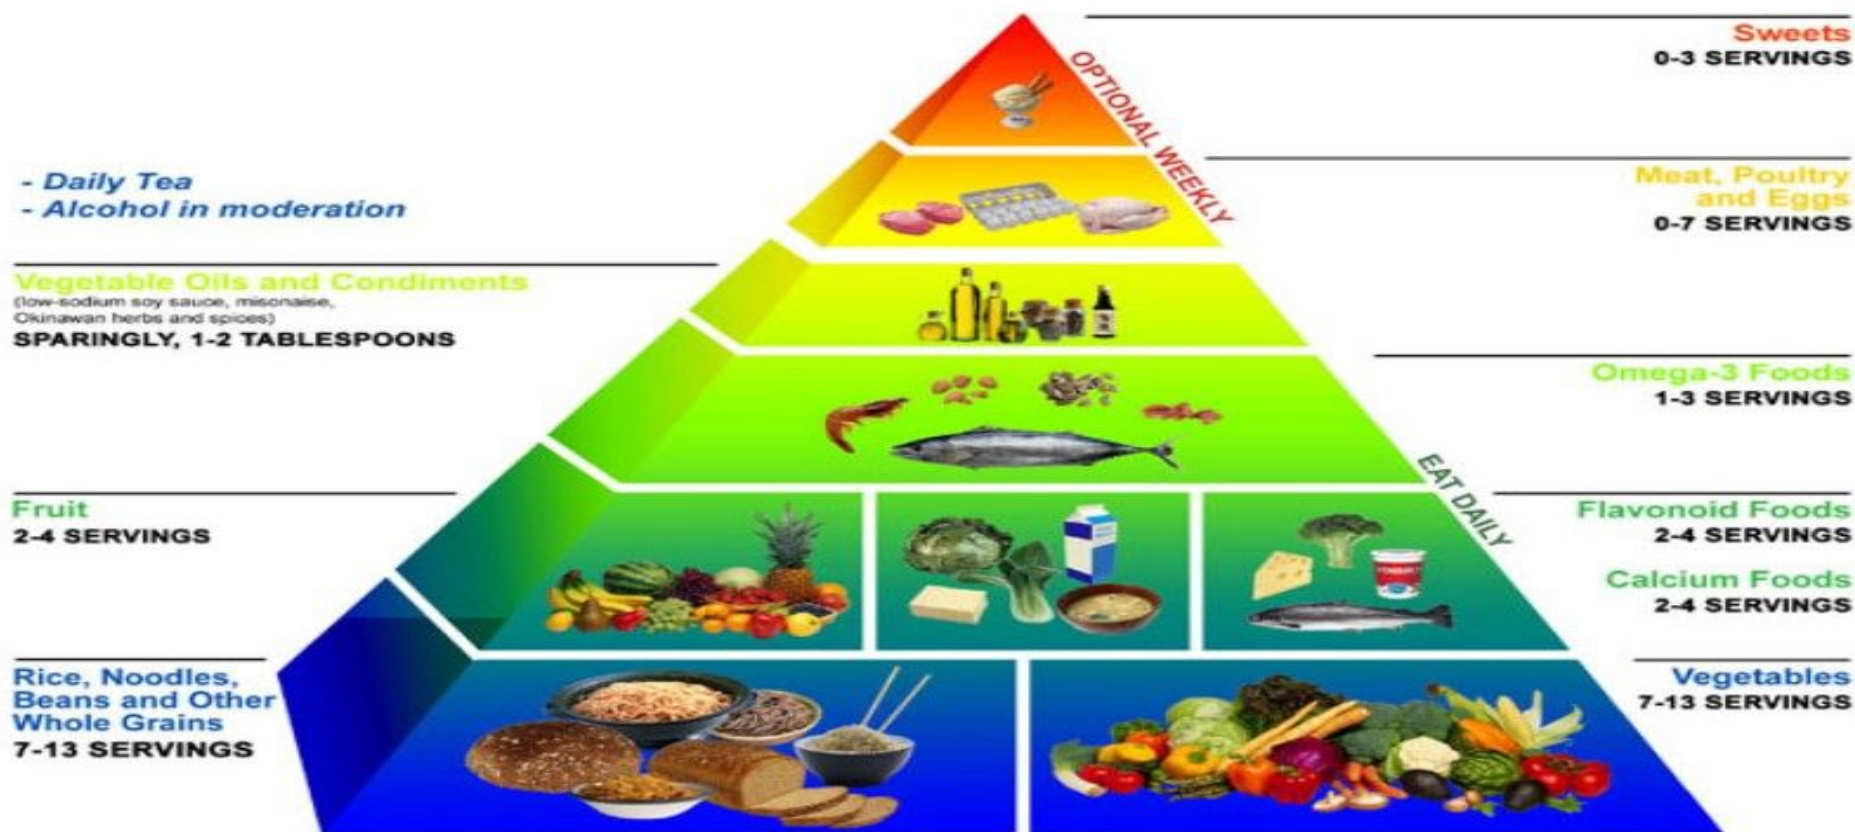 Sweets
0-3 SERVINGS
OPTIONAL WEEKLY
- Daily Tea
- Alcohol in moderation
Meat, Poultry
and Eggs
0-7 SERVINGS
Vegetable Oils and Condiments
(low-sodium soy sauce, misonaise,
Okinawan herbs and spices)
SPARINGLY, 1-2 TABLESPOONS
Omega-3 Foods
1-3 SERVINGS
EAT DAILY
Fruit
2-4 SERVINGS
Flavonoid Foods
2-4 SERVINGS
Calcium Foods
2-4 SERVINGS
Rice, Noodles,
Beans and Other
Whole Grains
7-13 SERVINGS
Vegetables
7-13 SERVINGS